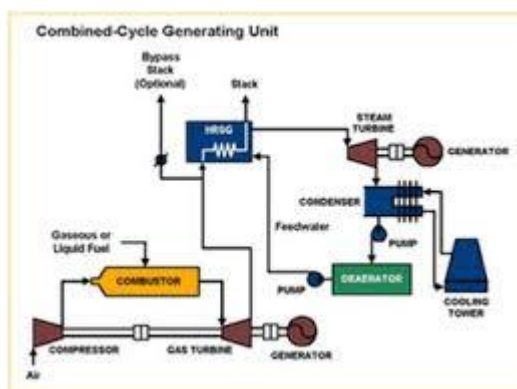 Combined-Cycle Generating Unit
Bypass
Stack
(Optional)
Stack
HRSG
STEAM
TURBINE
GENERATOR
CONDENSER
PUMP
Feedwater
Gaseous or
Liquid Fuel
COMBUSTOR
PUMP
DEAERATOR
COOLING
TOWER
COMPRESSOR
GAS TURBINE
GENERATOR
Air